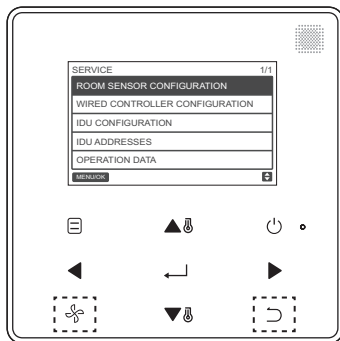 SERVICE 1/1
ROOM SENSOR CONFIGURATION
WIRED CONTROLLER CONFIGURATION
IDU CONFIGURATION
IDU ADDRESSES
OPERATION DATA
MENU/OK